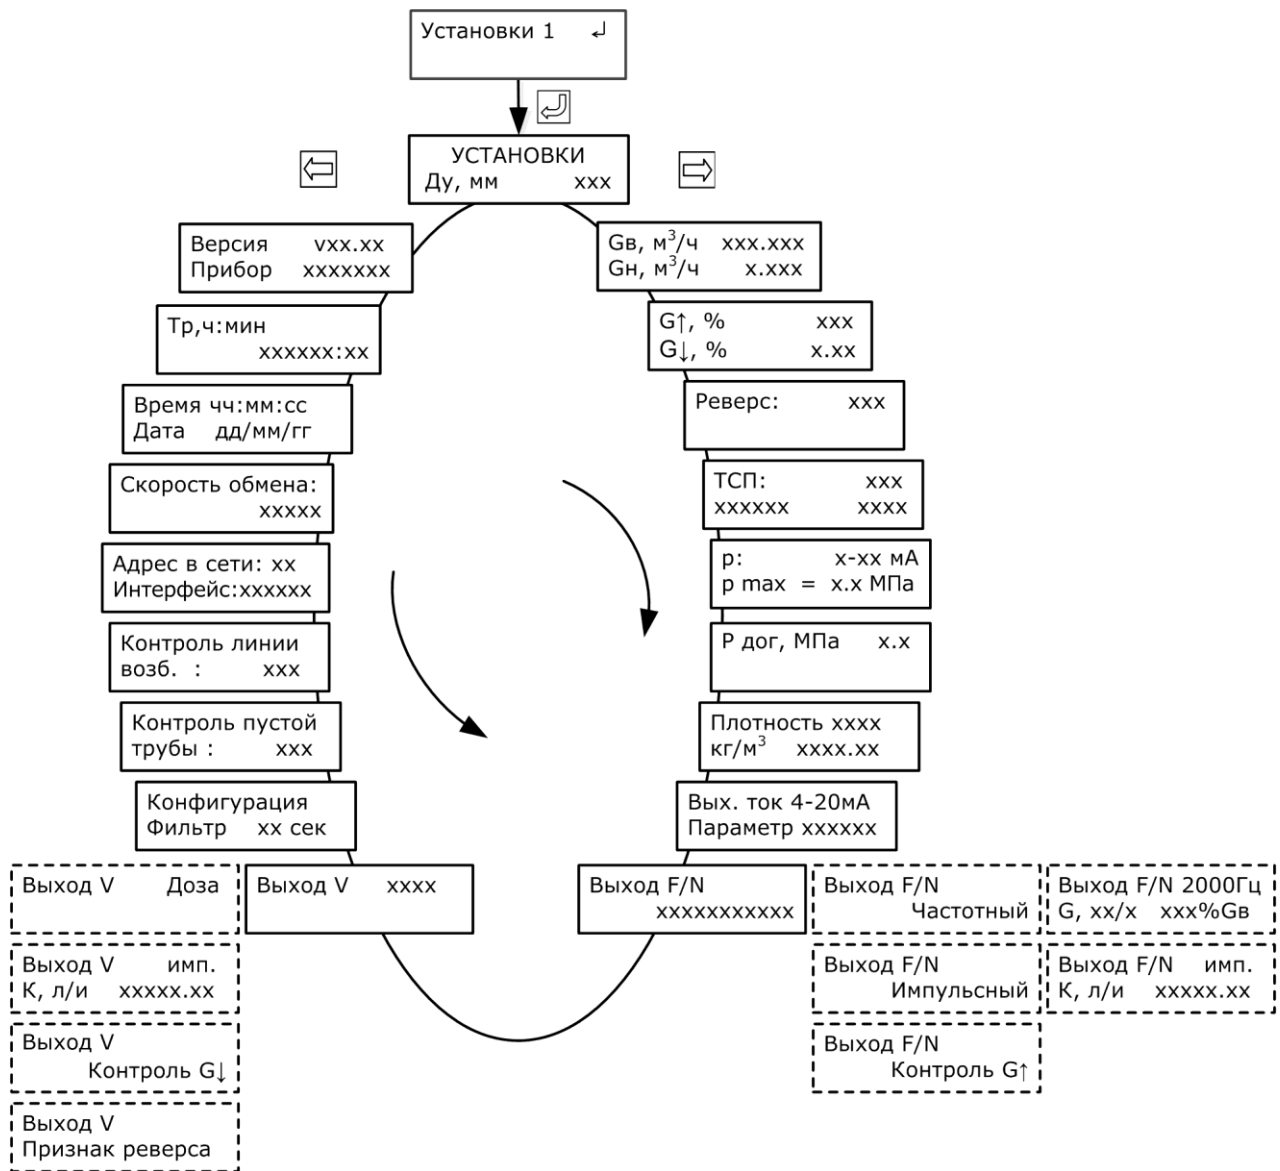 Установки 1 ↲
УСТАНОВКИ
Ду, мм xxx
Версия vxx.xx
Прибор xxxxxxx
Gв, м³/ч xxx.xxx
Gн, м³/ч x.xxx
Тр,ч:мин
xxxxxx:xx
G↑, % xxx
G↓, % x.xx
Время чч:мм:сс
Дата дд/мм/гг
Реверс: xxx
Скорость обмена:
xxxxx
ТСП: xxx
xxxxxx xxxx
Адрес в сети: xx
Интерфейс:xxxxxx
p: x-xx мА
p max = x.x МПа
Контроль линии
возб. : xxx
Р дог, МПа x.x
Контроль пустой
трубы : xxx
Плотность xxxx
кг/м³ xxxx.xx
Конфигурация
Фильтр xx сек
Вых. ток 4-20мА
Параметр xxxxxx
Выход V Доза
Выход V xxxx
Выход F/N
xxxxxxxxxxx
Выход F/N
Частотный
Выход F/N 2000Гц
G, xx/x xxx%Gв
Выход V имп.
К, л/и xxxxx.xx
Выход F/N
Импульсный
Выход F/N имп.
К, л/и xxxxx.xx
Выход V
Контроль G↓
Выход F/N
Контроль G↑
Выход V
Признак реверса